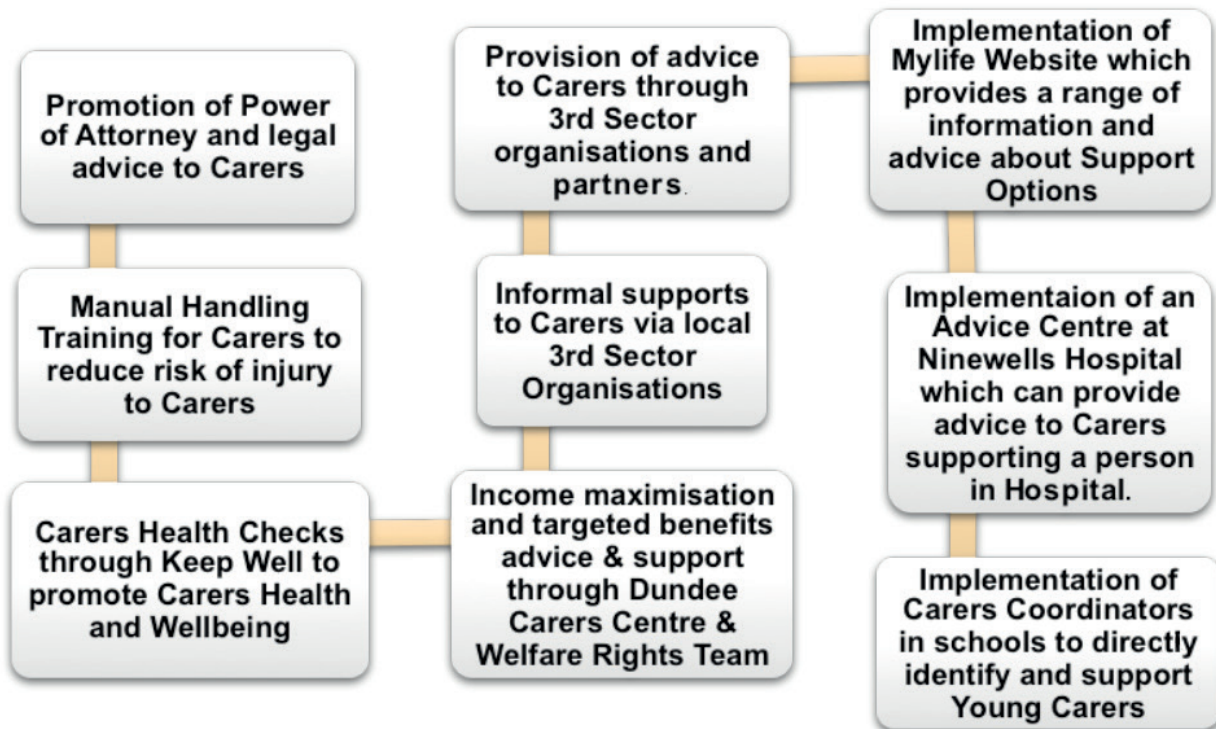 Promotion of Power
of Attorney and legal
advice to Carers
Manual Handling
Training for Carers to
reduce risk of injury
to Carers
Carers Health Checks
through Keep Well to
promote Carers Health
and Wellbeing
Income maximisation
and targeted benefits
advice & support
through Dundee
Carers Centre &
Welfare Rights Team
Informal supports
to Carers via local
3rd Sector
Organisations
Provision of advice
to Carers through
3rd Sector
organisations and
partners.
Implementation of
Mylife Website which
provides a range of
information and
advice about Support
Options
Implementaion of an
Advice Centre at
Ninewells Hospital
which can provide
advice to Carers
supporting a person
in Hospital.
Implementation of
Carers Coordinators
in schools to directly
identify and support
Young Carers